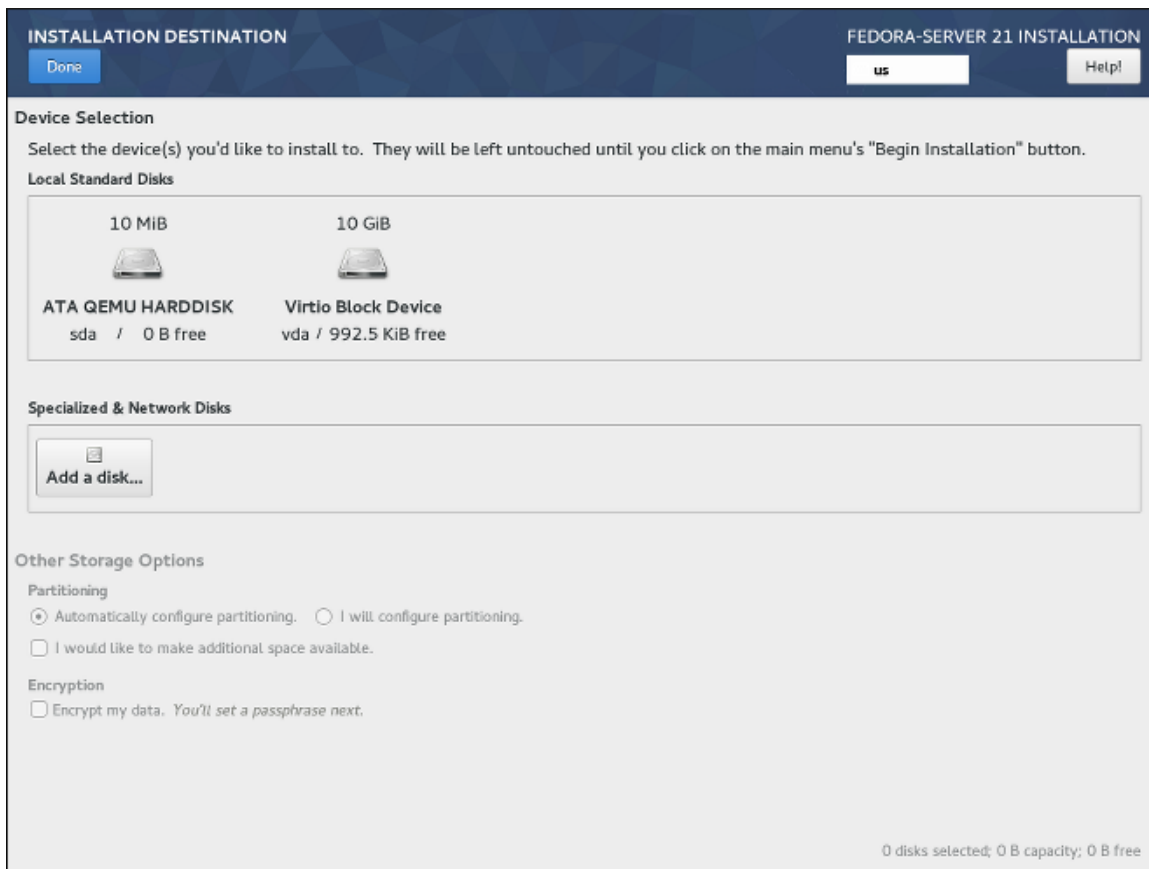 INSTALLATION DESTINATION
FEDORA-SERVER 21 INSTALLATION
Done
us
Help!
Device Selection
Select the device(s) you'd like to install to. They will be left untouched until you click on the main menu's "Begin Installation" button.
Local Standard Disks
10 MiB
ATA QEMU HARDDISK
sda / 0 B free
10 GiB
Virtio Block Device
vda / 992.5 KiB free
Specialized & Network Disks
Add a disk...
Other Storage Options
Partitioning
Automatically configure partitioning. I will configure partitioning.
I would like to make additional space available.
Encryption
Encrypt my data. You'll set a passphrase next.
0 disks selected; 0 B capacity; 0 B free